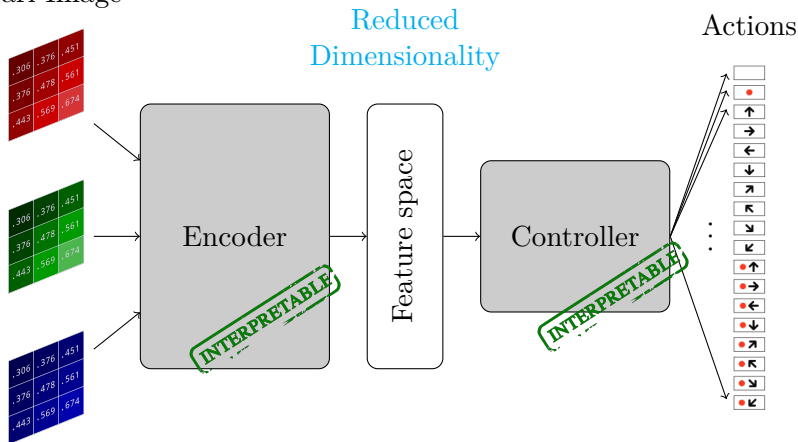 Image
Reduced
Dimensionality
Actions
.306 .376 .451
.376 .478 .561
.443 .569 .674
.306 .376 .451
.376 .478 .561
.443 .569 .674
.306 .376 .451
.376 .478 .561
.443 .569 .674
Encoder
INTERPRETABLE
Feature space
Controller
INTERPRETABLE